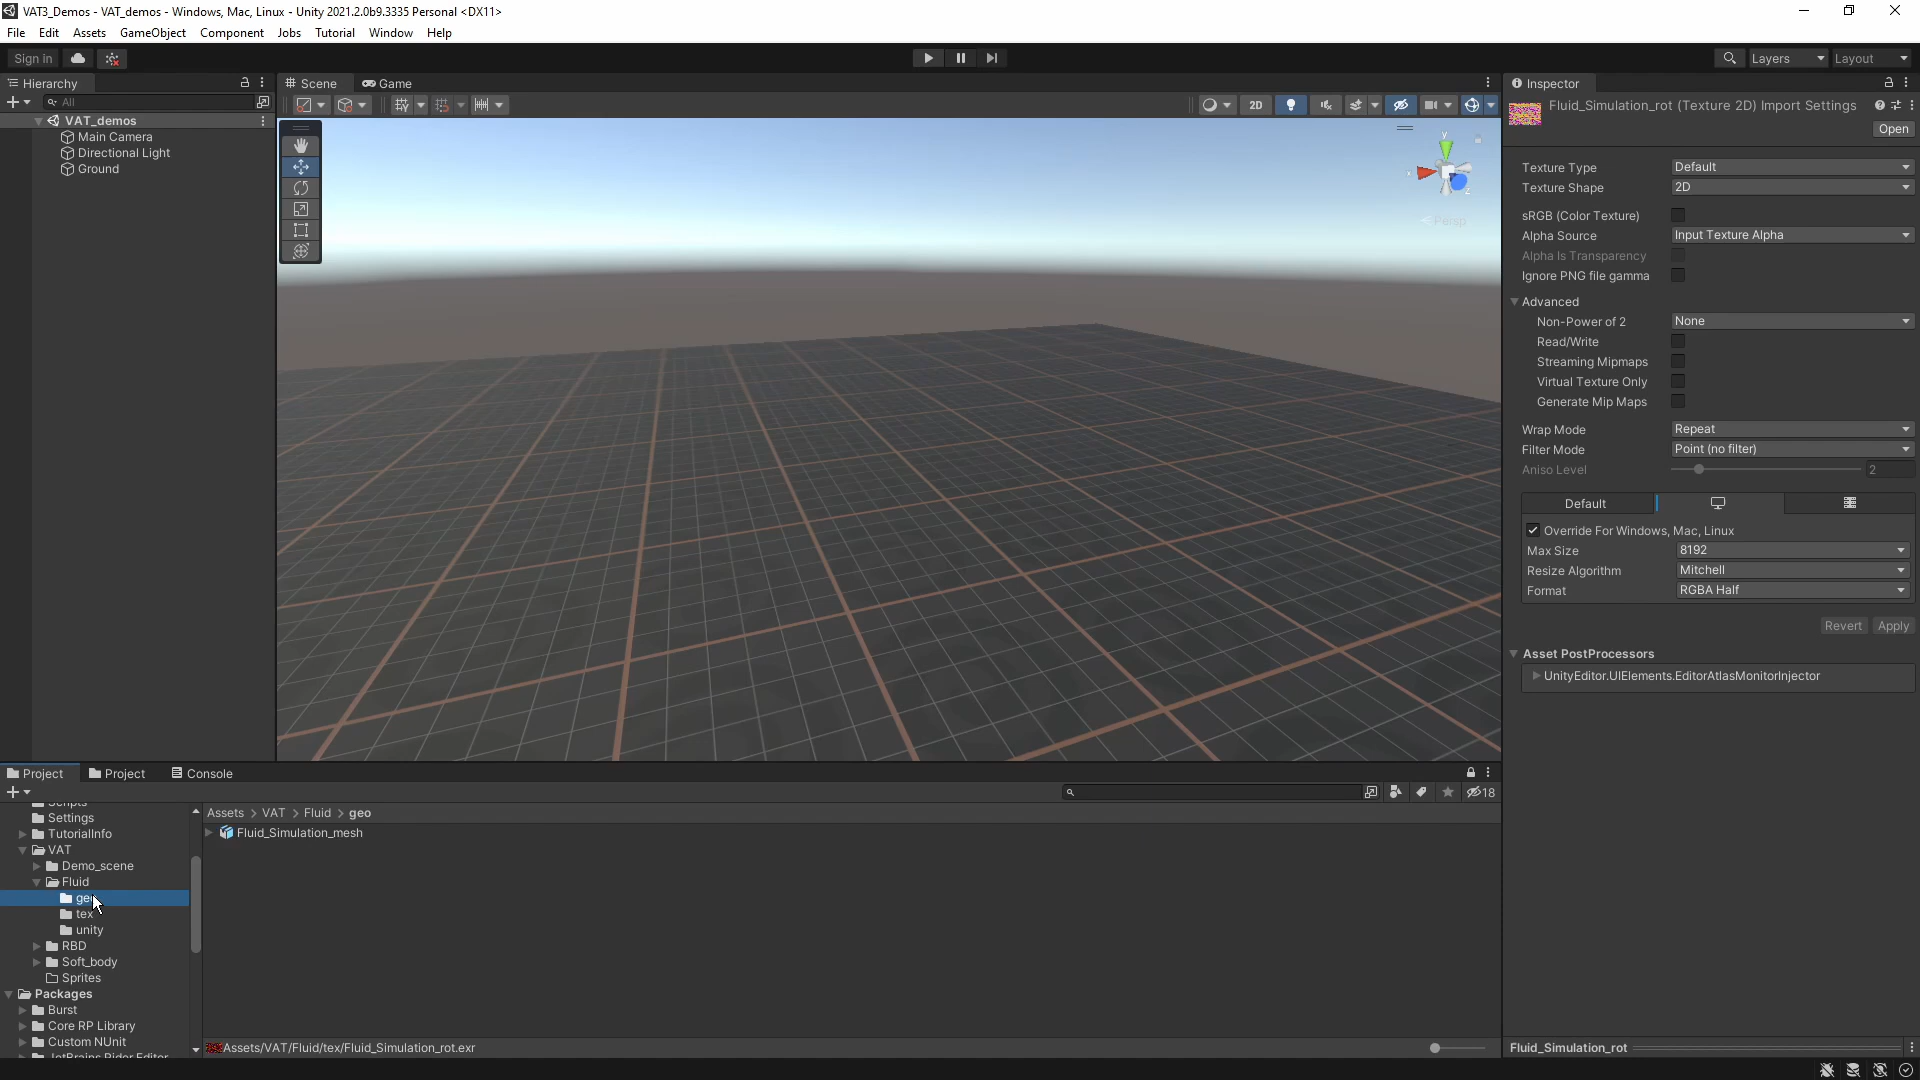 VAT3_Demos - VAT_demos - Windows, Mac, Linux - Unity 2021.2.0b9.3335 Personal <DX11>
File Edit Assets GameObject Component Jobs Tutorial Window Help
Sign in
Layers
Layout
Hierarchy
All
VAT_demos
Main Camera
Directional Light
Ground
Scene
Game
2D
y
x
z
Persp
Inspector
Fluid_Simulation_rot (Texture 2D) Import Settings
Open
Texture Type Default
Texture Shape 2D
sRGB (Color Texture)
Alpha Source Input Texture Alpha
Alpha Is Transparency
Ignore PNG file gamma
Advanced
Non-Power of 2 None
Read/Write
Streaming Mipmaps
Virtual Texture Only
Generate Mip Maps
Wrap Mode Repeat
Filter Mode Point (no filter)
Aniso Level 2
Default
Override For Windows, Mac, Linux
Max Size 8192
Resize Algorithm Mitchell
Format RGBA Half
Revert Apply
Asset PostProcessors
UnityEditor.UIElements.EditorAtlasMonitorInjector
Fluid_Simulation_rot
Project
Project
Console
18
Scripts
Settings
TutorialInfo
VAT
Demo_scene
Fluid
geo
tex
unity
RBD
Soft_body
Sprites
Packages
Burst
Core RP Library
Custom NUnit
JetBrains Rider Editor
Assets > VAT > Fluid > geo
Fluid_Simulation_mesh
Assets/VAT/Fluid/tex/Fluid_Simulation_rot.exr